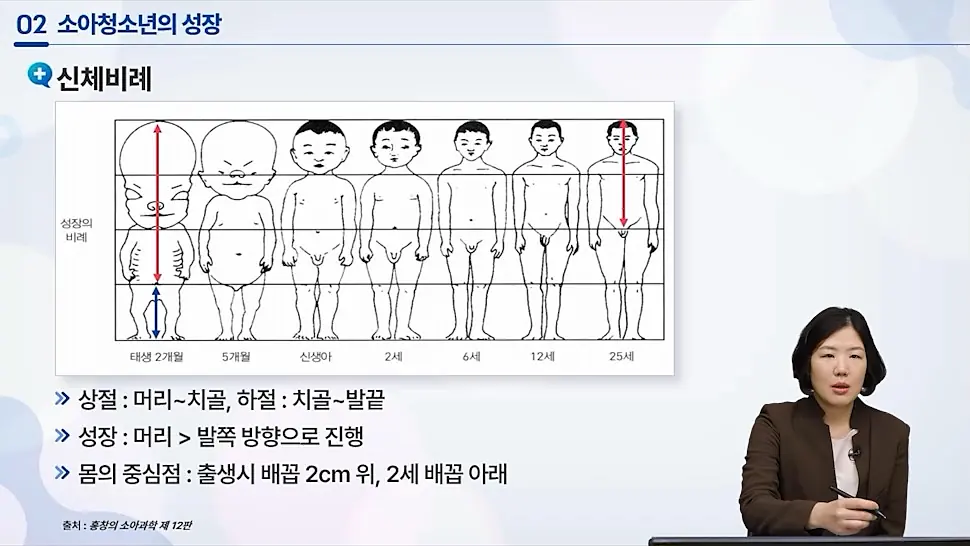 02 소아청소년의 성장
신체비례
성장의
비례
태생 2개월 5개월 신생아 2세 6세 12세 25세
상절 : 머리~치골, 하절 : 치골~발끝
성장 : 머리 > 발쪽 방향으로 진행
몸의 중심점 : 출생시 배꼽 2cm 위, 2세 배꼽 아래
출처 : 홍창의 소아과학 제 12판